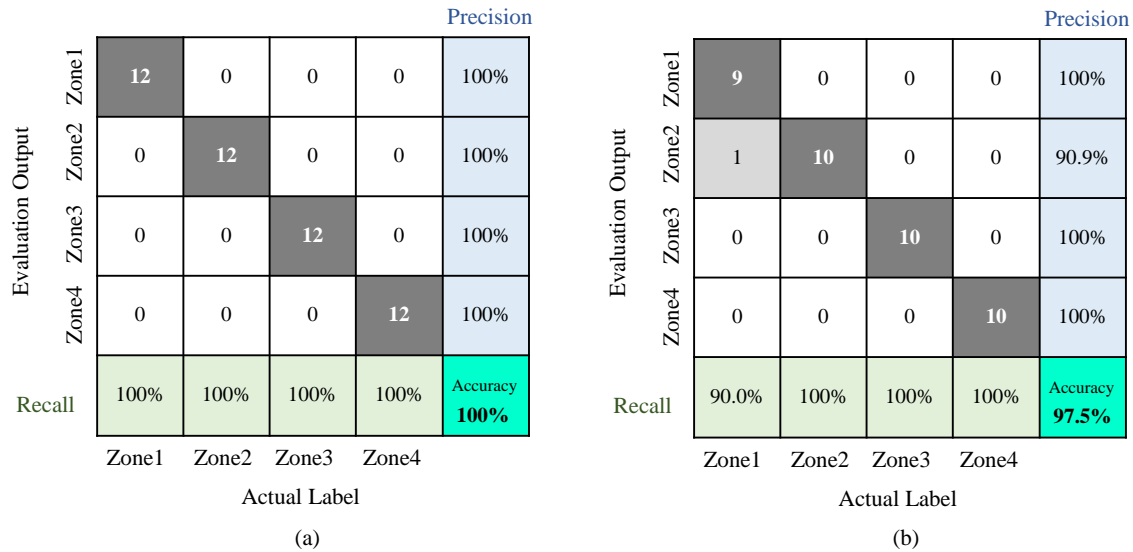 Precision
Zone1 12 0 0 0 100%
Zone2 0 12 0 0 100%
Zone3 0 0 12 0 100%
Zone4 0 0 0 12 100%
Evaluation Output
Recall 100% 100% 100% 100% Accuracy
100%
Zone1 Zone2 Zone3 Zone4
Actual Label
(a)
Precision
Zone1 9 0 0 0 100%
Zone2 1 10 0 0 90.9%
Zone3 0 0 10 0 100%
Zone4 0 0 0 10 100%
Evaluation Output
Recall 90.0% 100% 100% 100% Accuracy
97.5%
Zone1 Zone2 Zone3 Zone4
Actual Label
(b)